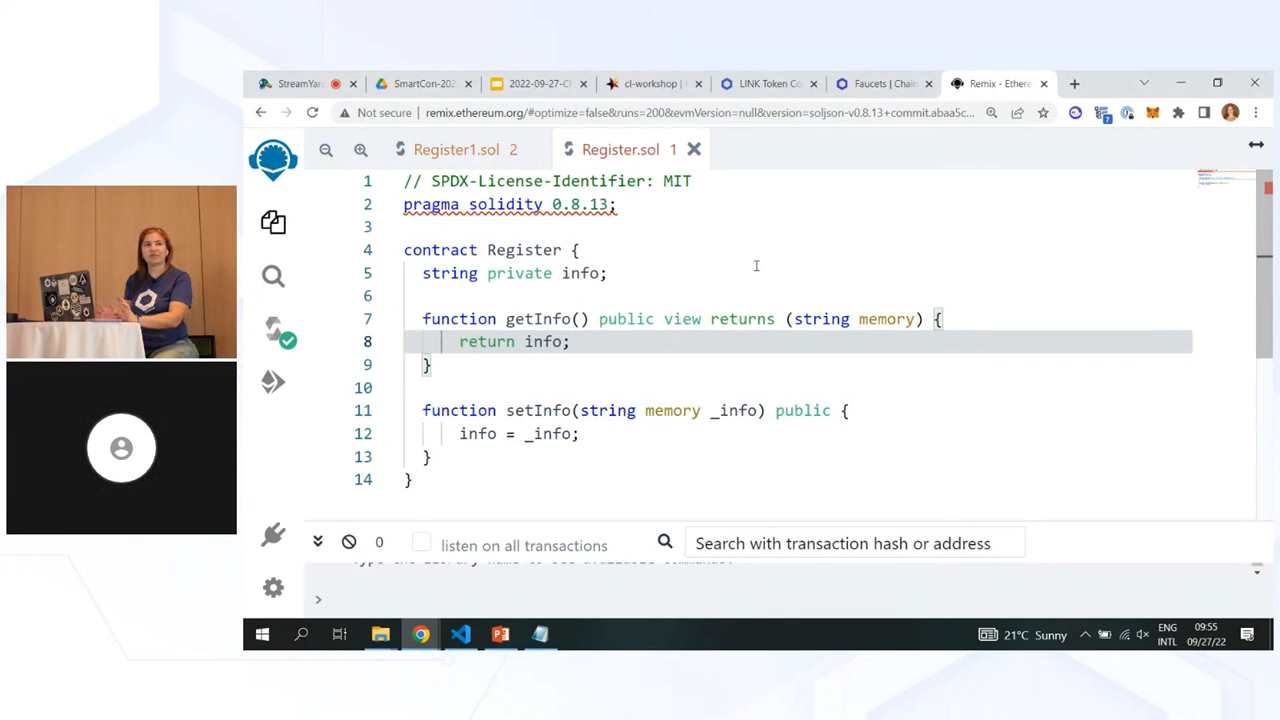 StreamYar
SmartCon-202
2022-09-27-C
cl-workshop |
LINK Token Co
Faucets | Chain
Remix - Ethere
Not secure
remix.ethereum.org/#optimize=false&runs=200&evmVersion=null&version=soljson-v0.8.13+commit.abaa5c...
7
Register1.sol 2
Register.sol 1
1 // SPDX-License-Identifier: MIT
2 pragma solidity 0.8.13;
3
4 contract Register {
5 string private info;
6
7 function getInfo() public view returns (string memory) {
8 return info;
9 }
10
11 function setInfo(string memory _info) public {
12 info = _info;
13 }
14 }
0
listen on all transactions
Search with transaction hash or address
>
21°C Sunny
ENG
INTL
09:55
09/27/22